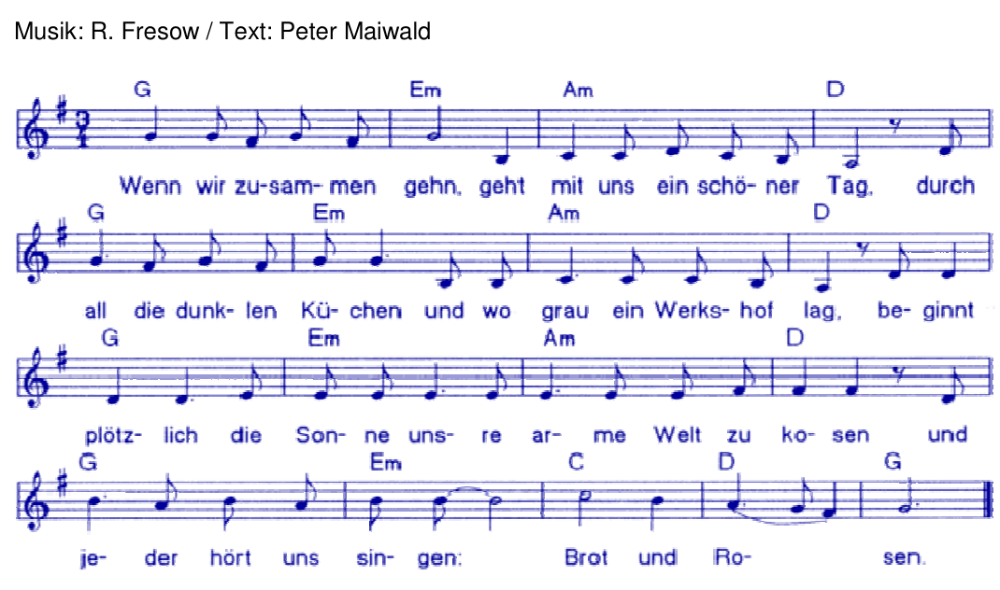 Musik: R. Fresow / Text: Peter Maiwald
G Em Am D
3
4
Wenn wir zu-sam- men gehn, geht mit uns ein schö- ner Tag, durch
G Em Am D
all die dunk- len Kü- chen und wo grau ein Werks- hof lag, be- ginnt
G Em Am D
plötz- lich die Son- ne uns- re ar- me Welt zu ko- sen und
G Em C D G
je- der hört uns sin- gen: Brot und Ro- sen.